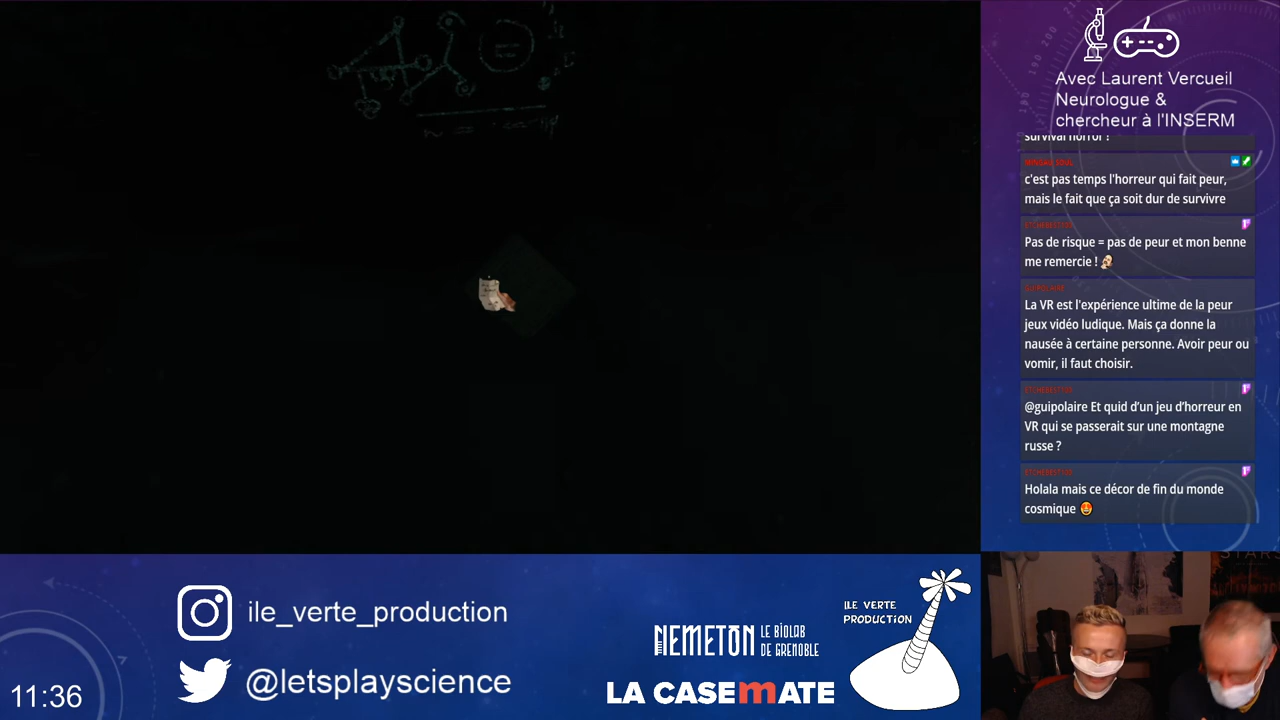 Avec Laurent Vercueil
Neurologue &
chercheur à l'INSERM
survival horror !
c'est pas temps l'horreur qui fait peur,
mais le fait que ça soit dur de survivre
Pas de risque = pas de peur et mon benne
me remercie !
GUIPOLAIRE
La VR est l'expérience ultime de la peur
jeux vidéo ludique. Mais ça donne la
nausée à certaine personne. Avoir peur ou
vomir, il faut choisir.
@guipolaire Et quid d'un jeu d'horreur en
VR qui se passerait sur une montagne
russe ?
Holala mais ce décor de fin du monde
cosmique
ile_verte_production
@letsplayscience
11:36
NEMETON LE BIOLAB
DE GRENOBLE
LA CASEMATE
ILE VERTE
PRODUCTION
STARS